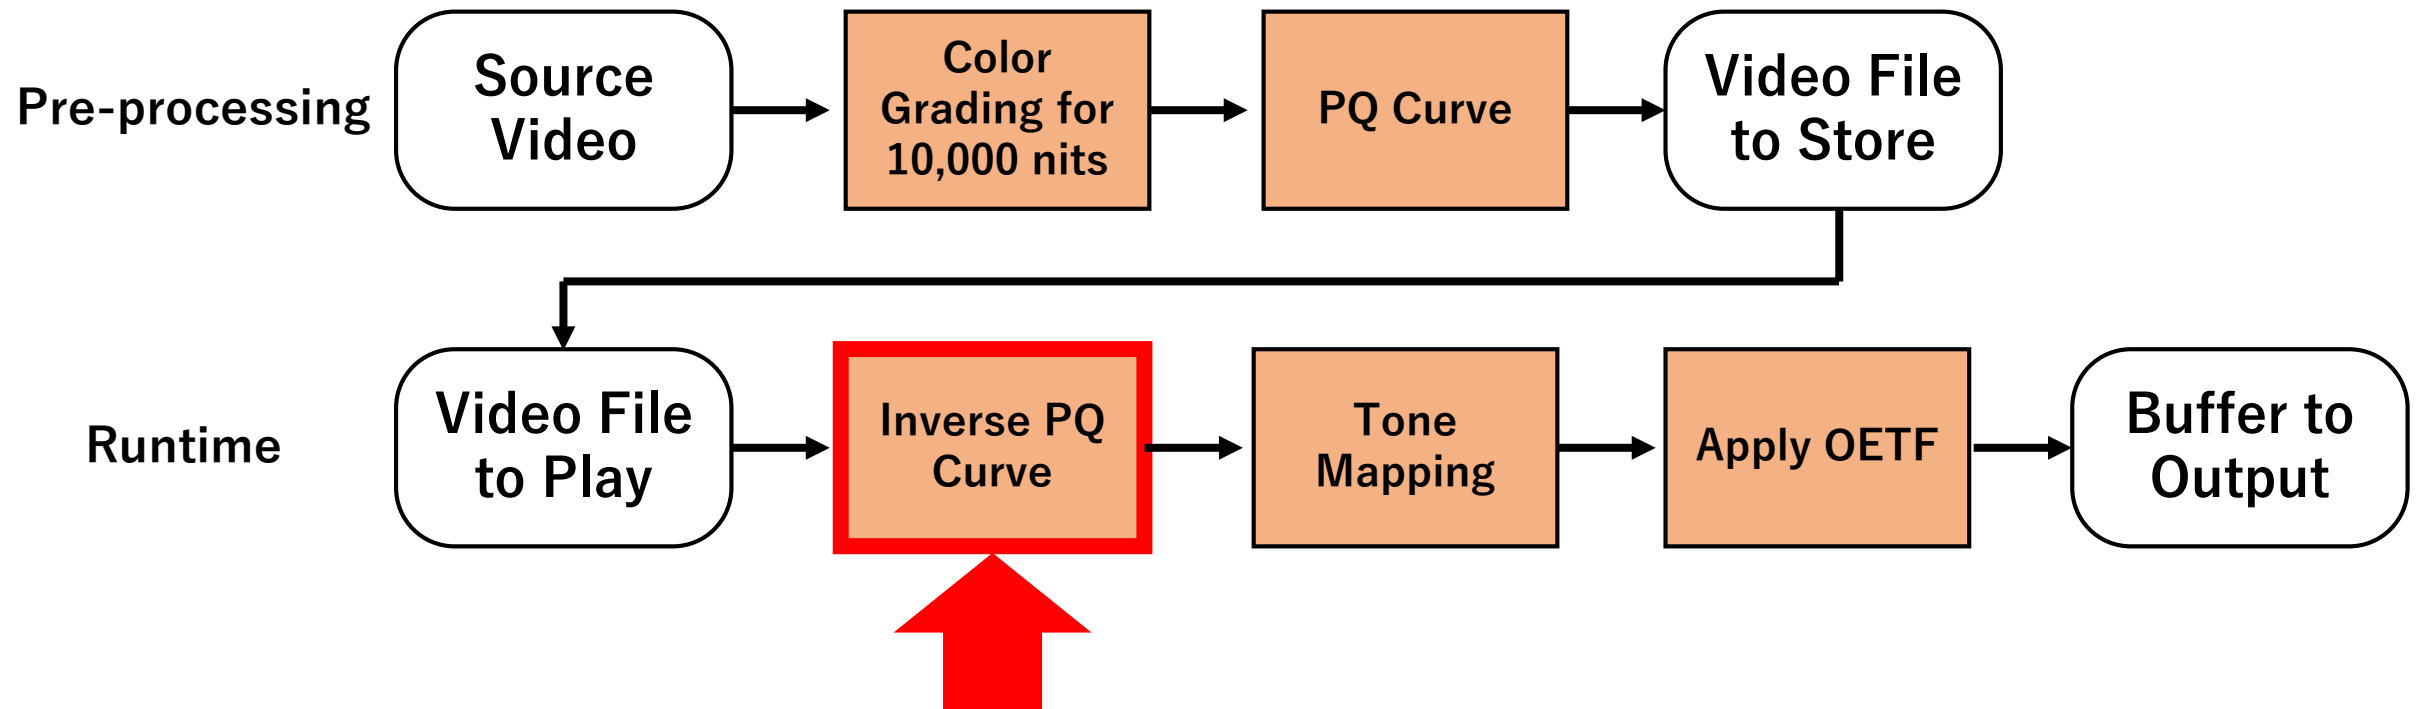 Pre-processing
Source
Video
Color
Grading for
10,000 nits
PQ Curve
Video File
to Store
Runtime
Video File
to Play
Inverse PQ
Curve
Tone
Mapping
Apply OETF
Buffer to
Output